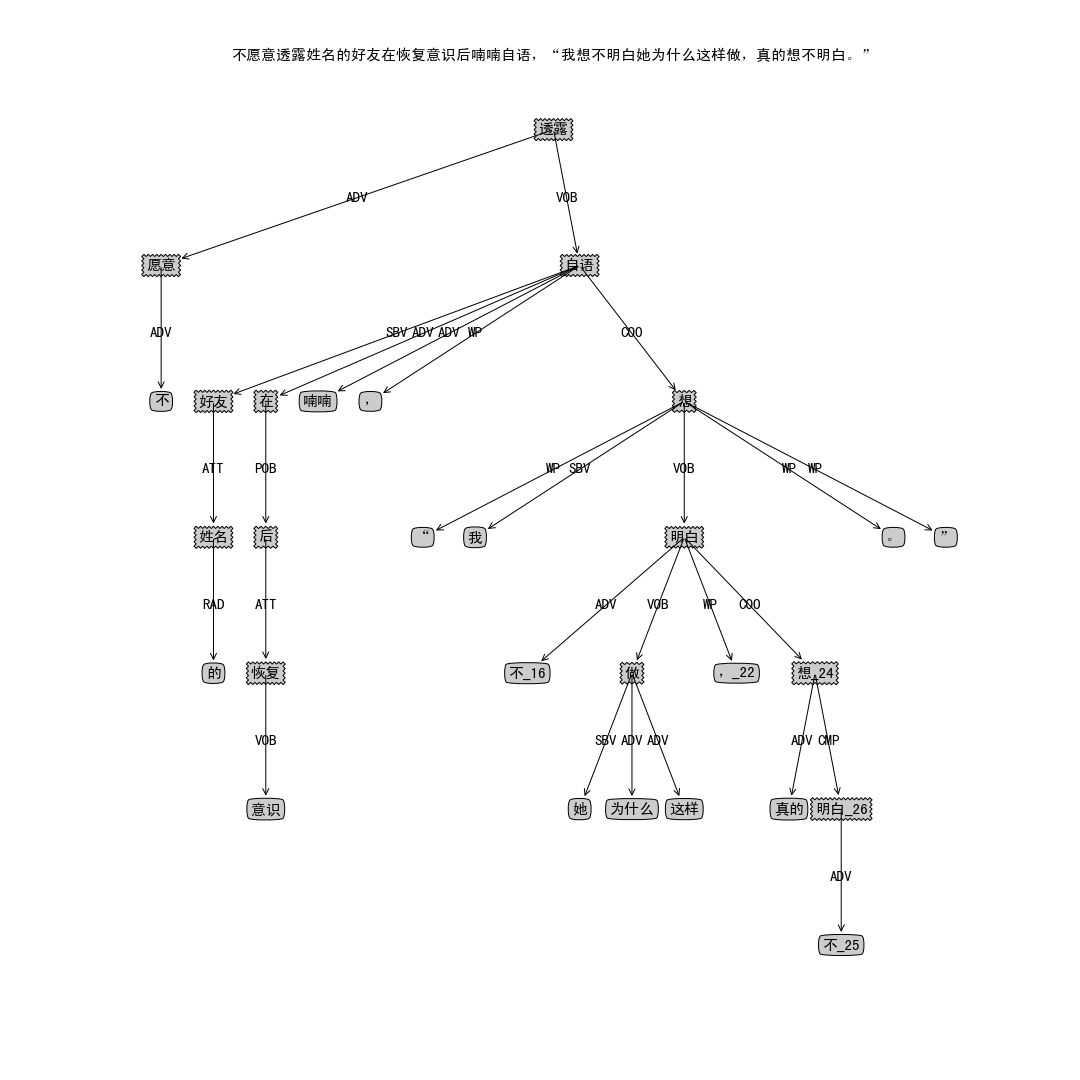 不愿意透露姓名的好友在恢复意识后喃喃自语，“我想不明白她为什么这样做，真的想不明白。”
透露
ADV VOB
愿意 自语
ADV SBV ADV ADV WP COO
不 好友 在 喃喃 ， 想
ATT POB WP SBV VOB WP WP
姓名 后 “ 我 明白 。 ”
RAD ATT ADV VOB WP COO
的 恢复 不_16 做 ，_22 想_24
VOB SBV ADV ADV ADV CMP
意识 她 为什么 这样 真的 明白_26
ADV
不_25